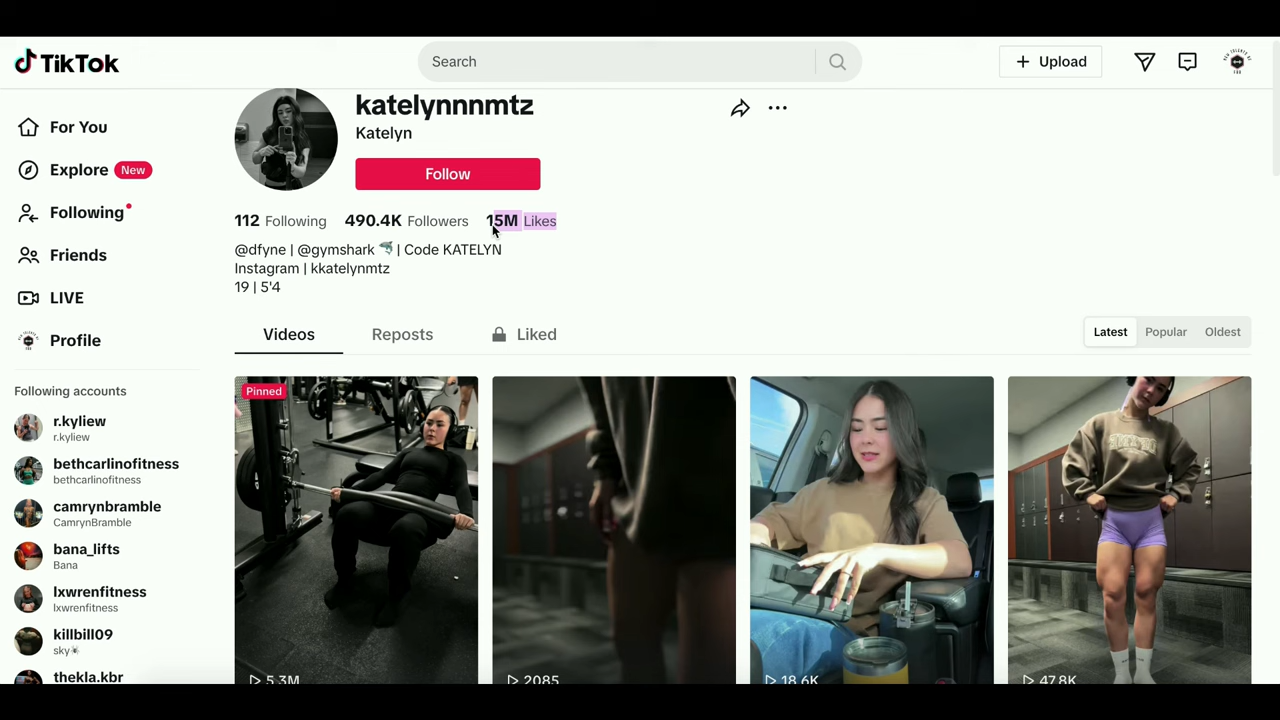 TikTok
Search
Upload
For You
Explore New
Following
Friends
LIVE
Profile
Following accounts
r.kyliew
r.kyliew
bethcarlinofitness
bethcarlinofitness
camrynbramble
CamrynBramble
bana_lifts
Bana
lxwrenfitness
lxwrenfitness
killbill09
sky
thekla.kbr
katelynnnmtz
Katelyn
Follow
112 Following 490.4K Followers 15M Likes
@dfyne | @gymshark 🦈 | Code KATELYN
Instagram | kkatelynmtz
19 | 5'4
Videos Reposts Liked
Latest Popular Oldest
Pinned
5.3M 2085 18.6K 47.8K